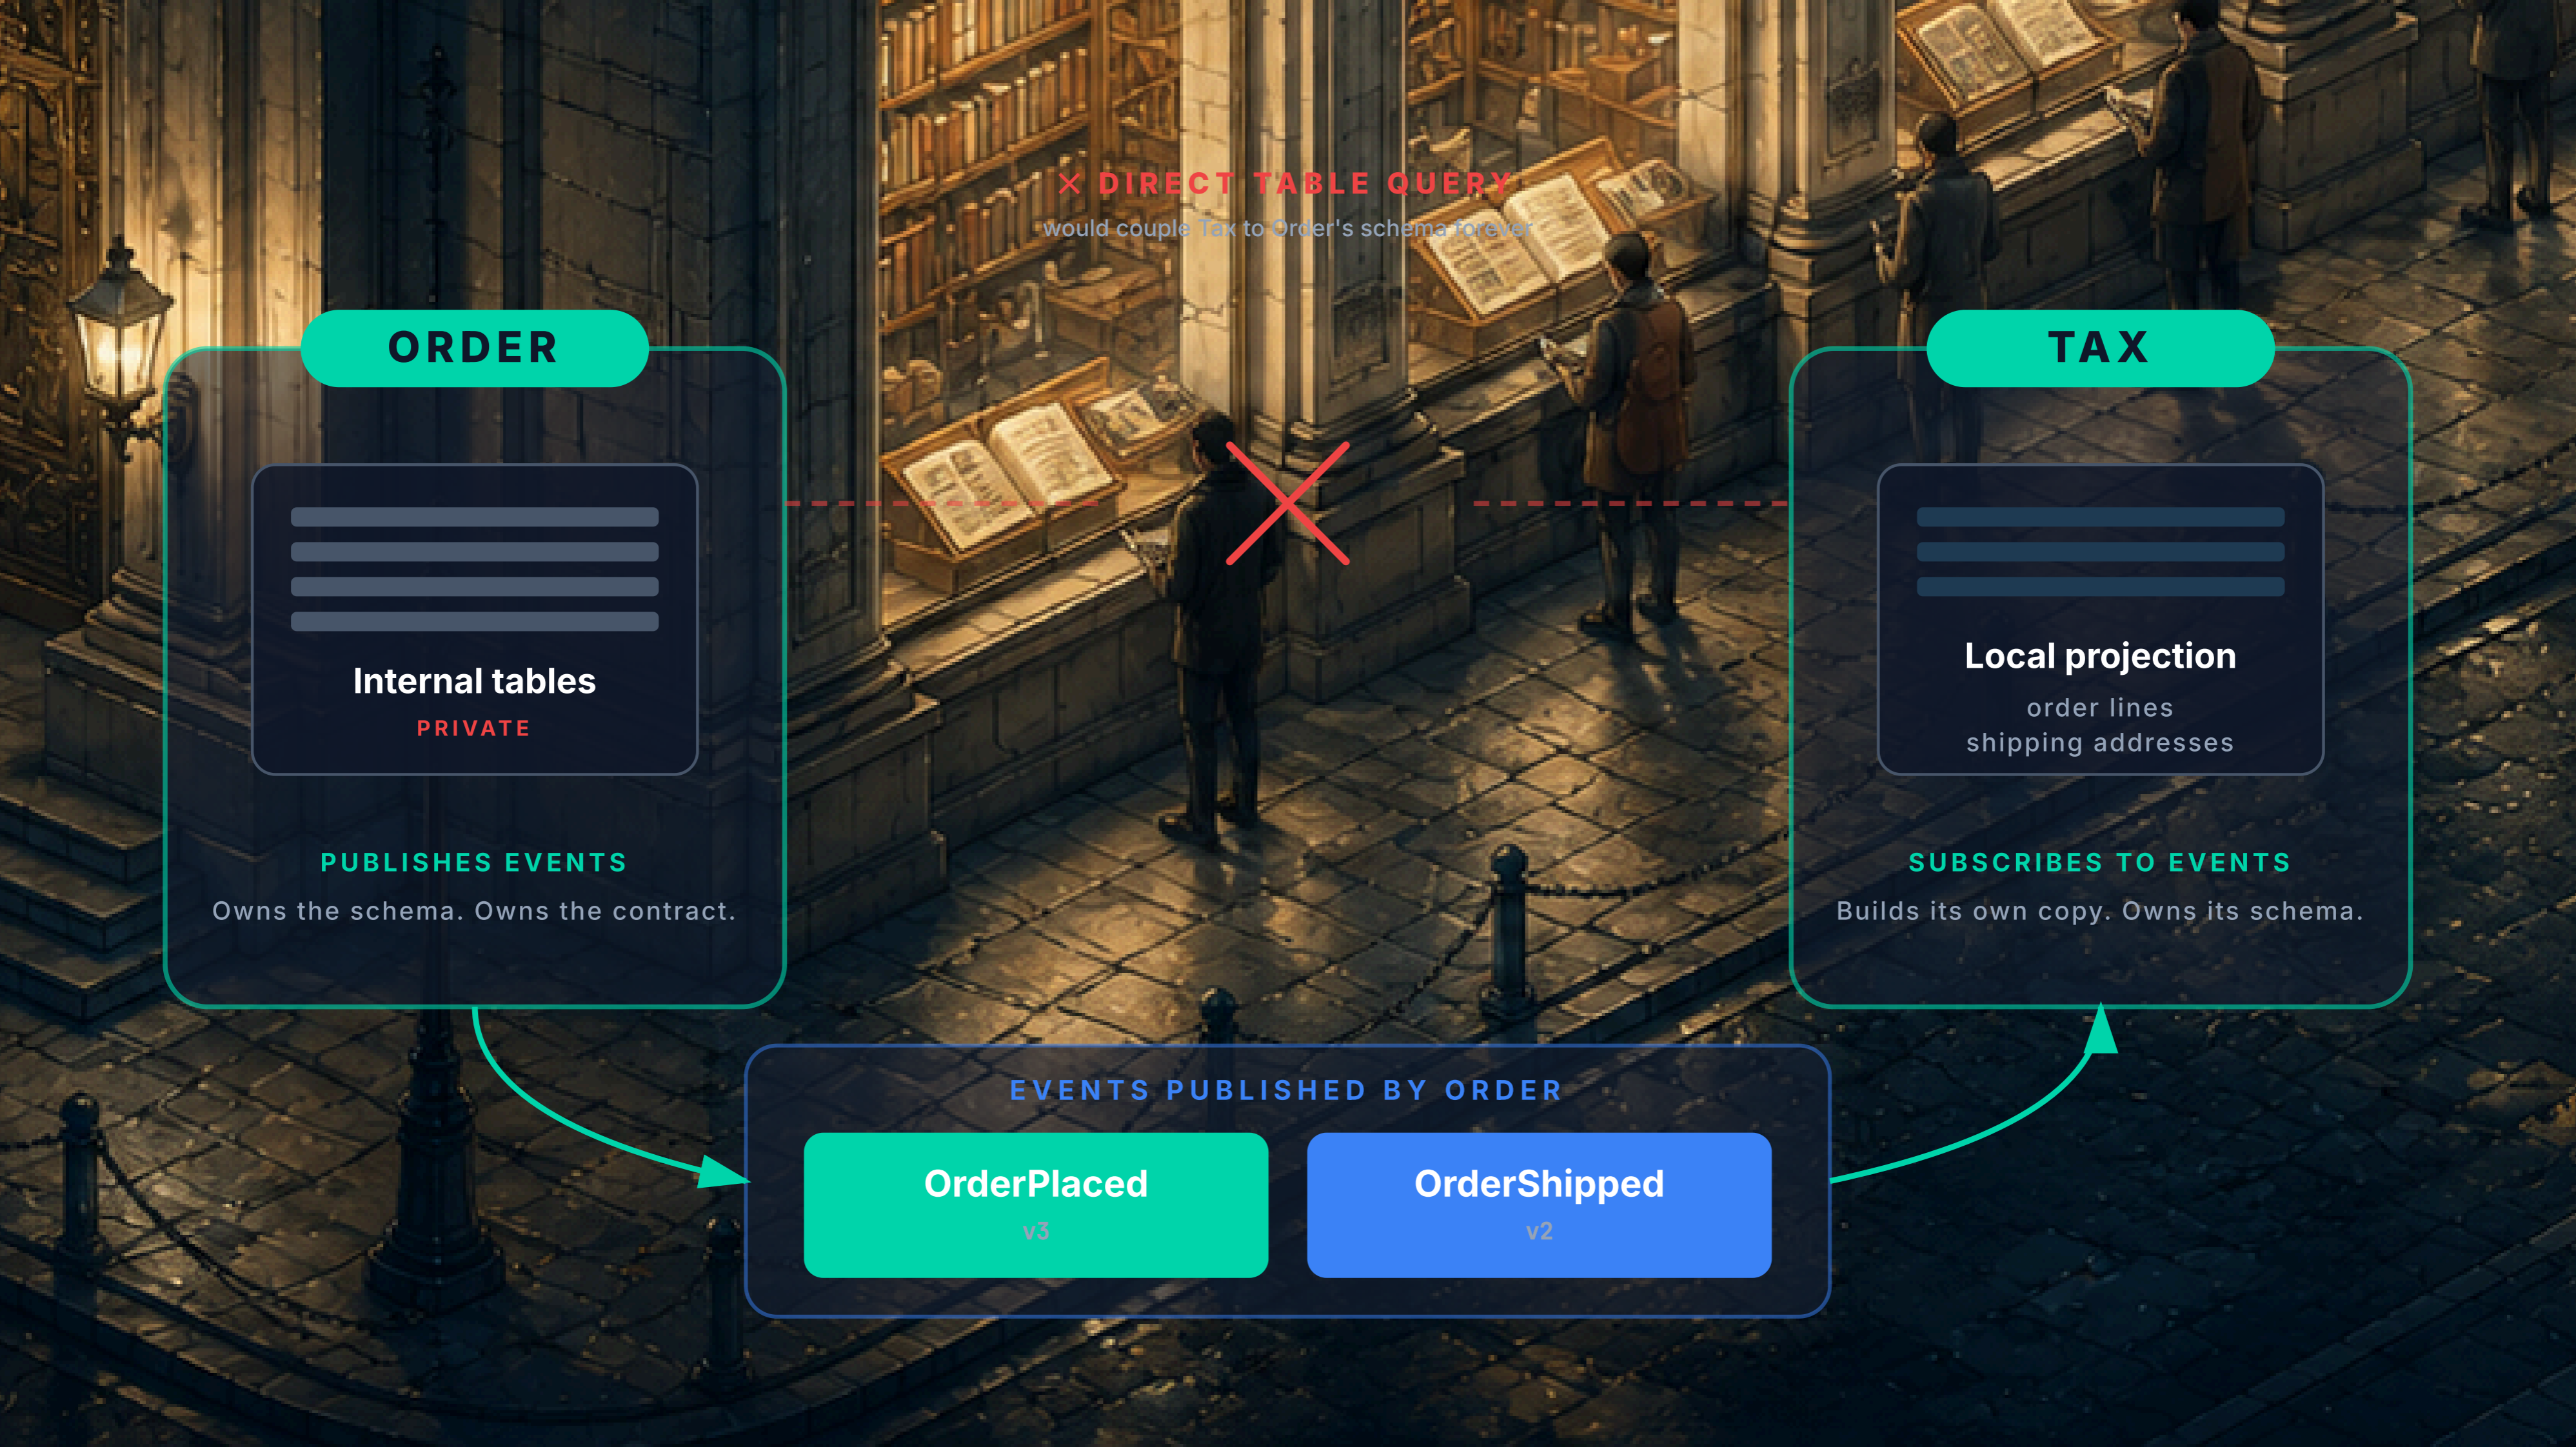 ✕ DIRECT TABLE QUERY
would couple Tax to Order's schema forever
ORDER
Internal tables
PRIVATE
PUBLISHES EVENTS
Owns the schema. Owns the contract.
TAX
Local projection
order lines
shipping addresses
SUBSCRIBES TO EVENTS
Builds its own copy. Owns its schema.
EVENTS PUBLISHED BY ORDER
OrderPlaced
v3
OrderShipped
v2